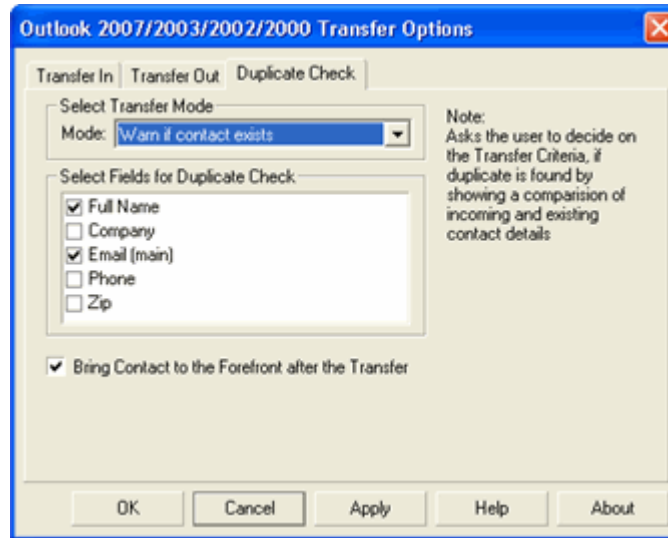 Outlook 2007/2003/2002/2000 Transfer Options
Transfer In Transfer Out Duplicate Check
Select Transfer Mode
Mode: Warn if contact exists
Select Fields for Duplicate Check
Full Name
Company
Email (main)
Phone
Zip
Note:
Asks the user to decide on
the Transfer Criteria, if
duplicate is found by
showing a comparision of
incoming and existing
contact details
Bring Contact to the Forefront after the Transfer
OK Cancel Apply Help About